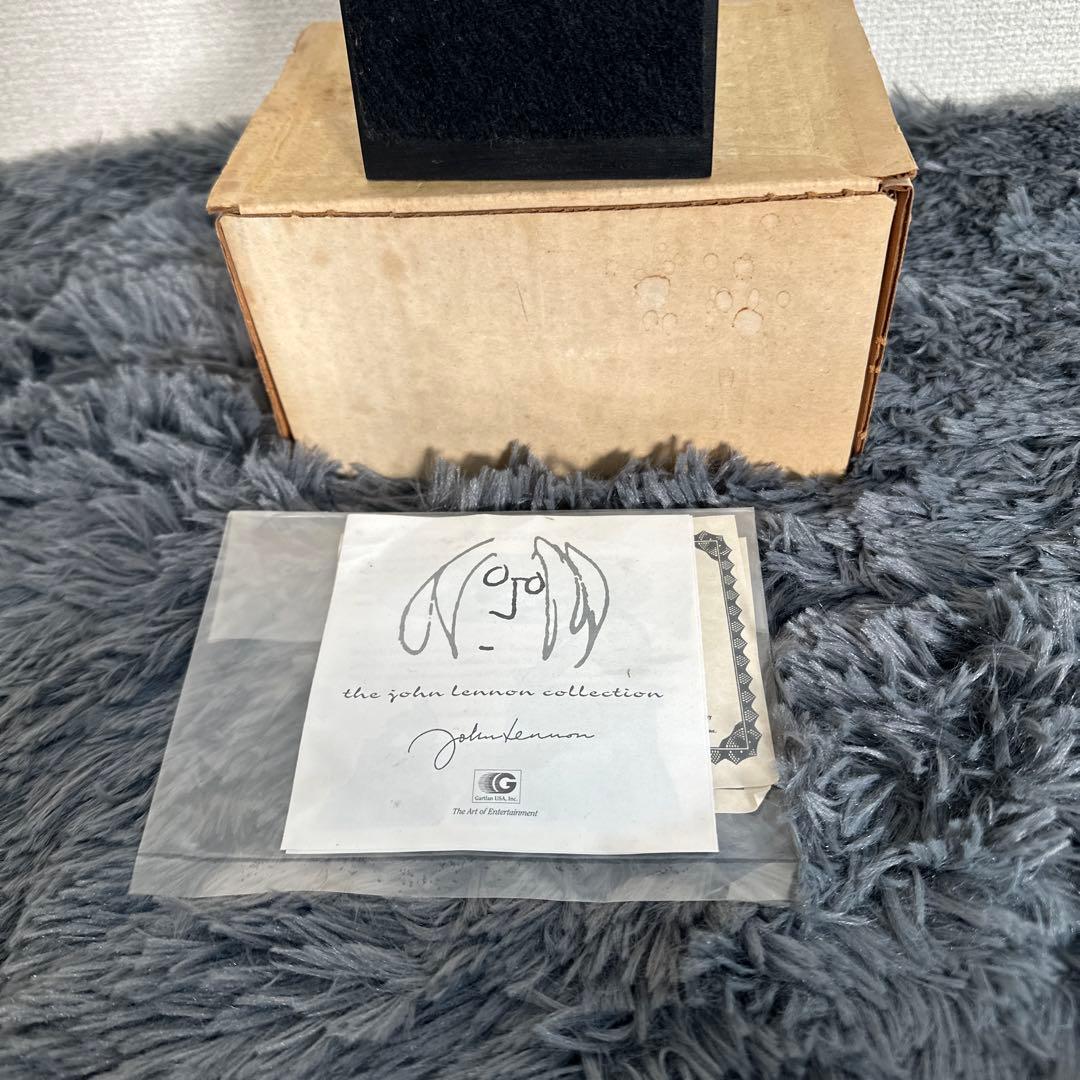 the john lennon collection
John Lennon
G
Gartlan USA, Inc.
The Art of Entertainment